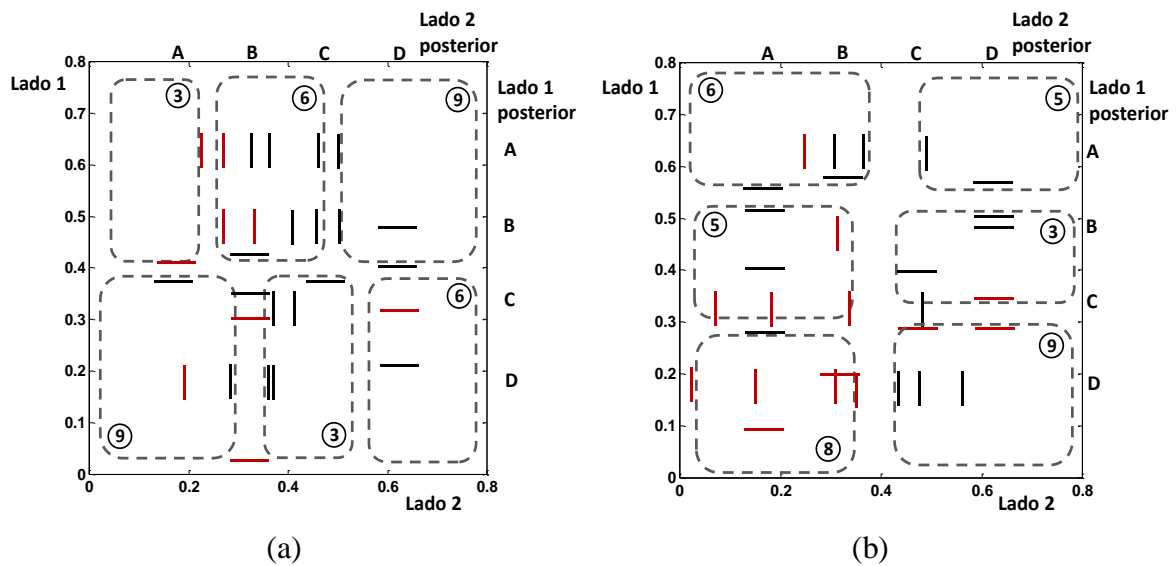 Lado 2
posterior
A B C D
0.8
Lado 1
Lado 1
posterior
3
6
9
0.7
A
0.6
0.5
B
0.4
6
C
0.3
0.2
D
0.1
9
3
0
0 0.2 0.4 0.6 0.8
Lado 2
(a)
Lado 2
posterior
A B C D
0.8
Lado 1
Lado 1
posterior
6
5
0.7
A
0.6
0.5
B
5
3
0.4
C
0.3
9
0.2
D
0.1
8
0
0 0.2 0.4 0.6 0.8
Lado 2
(b)